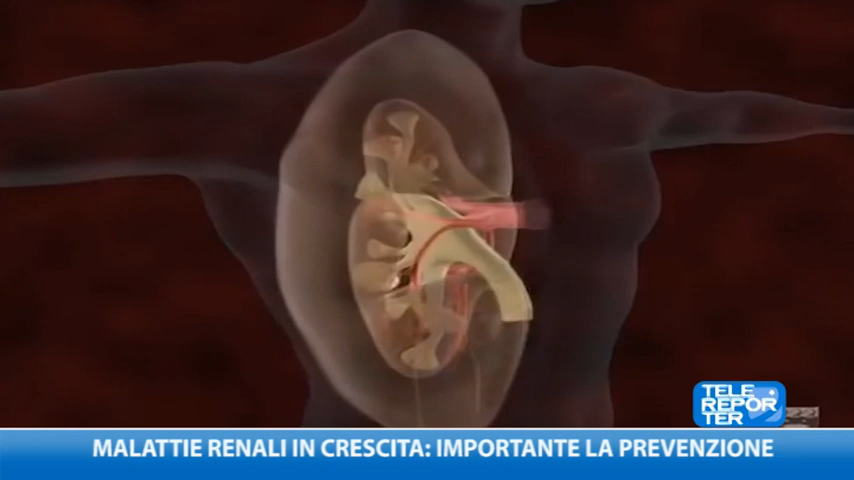 TELE
REPOR
TER
MALATTIE RENALI IN CRESCITA: IMPORTANTE LA PREVENZIONE